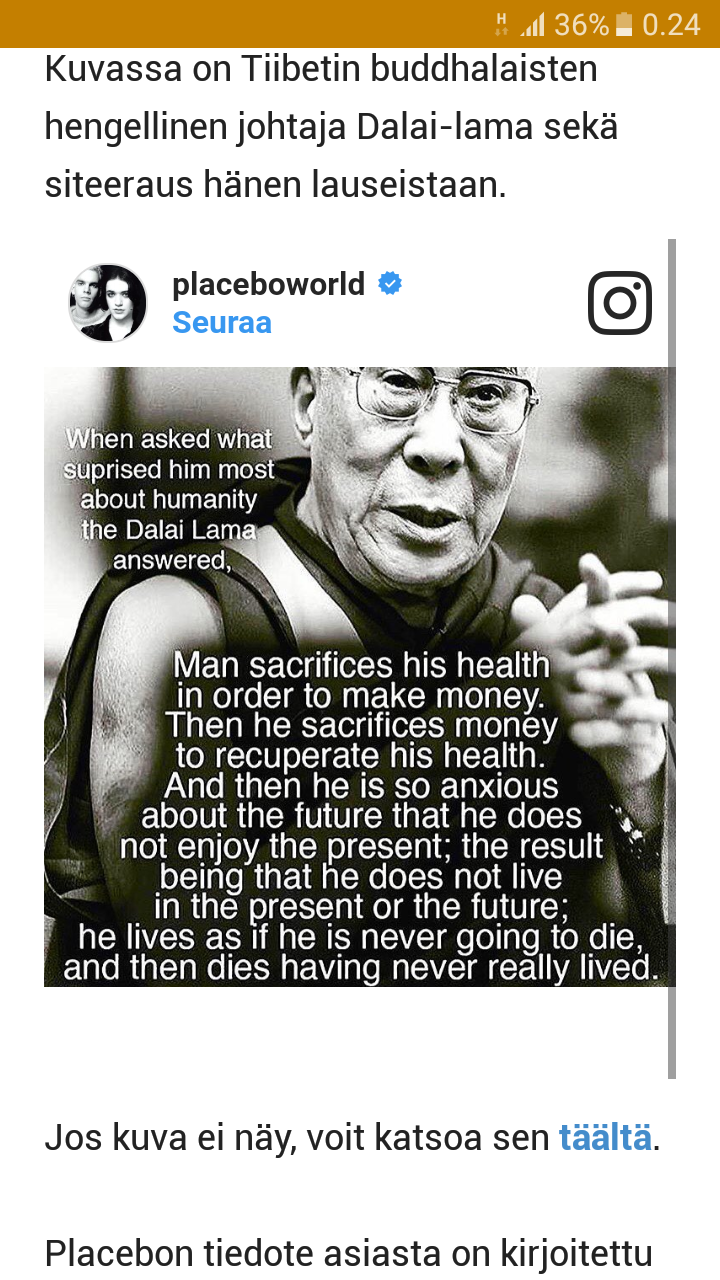 H 36% 0.24
Kuvassa on Tiibetin buddhalaisten
hengellinen johtaja Dalai-lama sekä
siteeraus hänen lauseistaan.
placeboworld
Seuraa
When asked what
suprised him most
about humanity
the Dalai Lama
answered,
Man sacrifices his health
in order to make money.
Then he sacrifices money
to recuperate his health.
And then he is so anxious
about the future that he does
not enjoy the present; the result
being that he does not live
in the present or the future;
he lives as if he is never going to die,
and then dies having never really lived.
Jos kuva ei näy, voit katsoa sen täältä.
Placebon tiedote asiasta on kirjoitettu